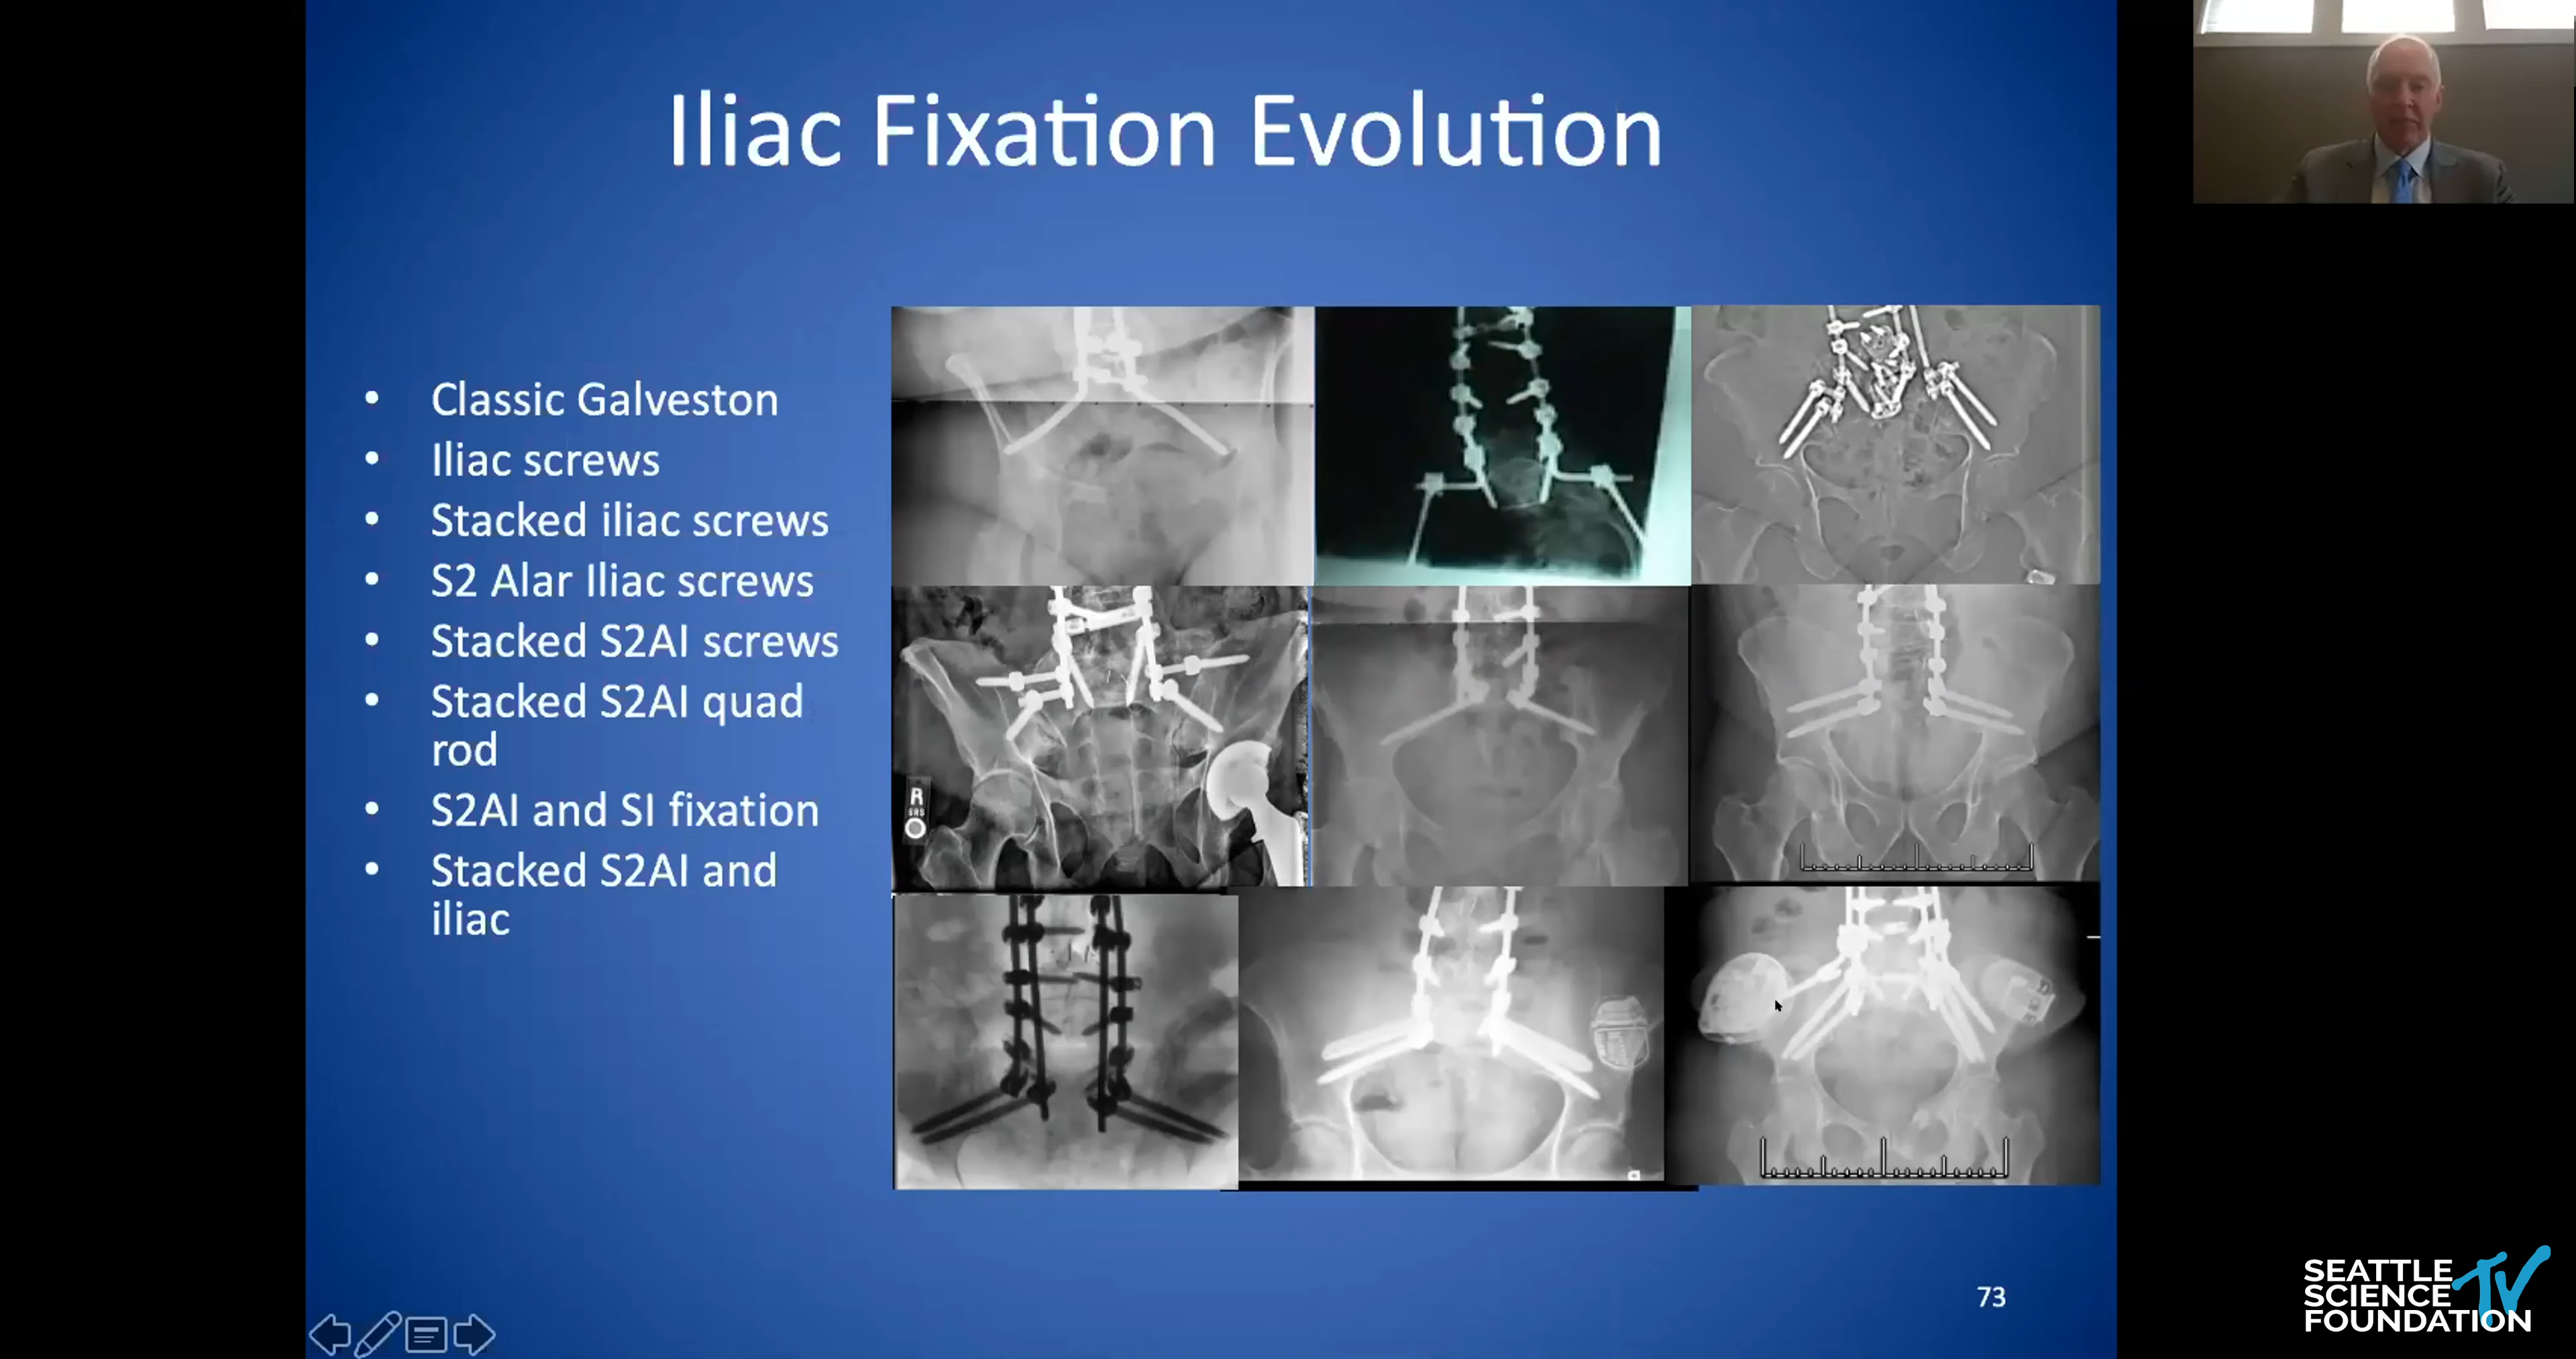 Iliac Fixation Evolution
• Classic Galveston
• Iliac screws
• Stacked iliac screws
• S2 Alar Iliac screws
• Stacked S2AI screws
• Stacked S2AI quad
rod
• S2AI and SI fixation
• Stacked S2AI and
iliac
R
73
SEATTLE
SCIENCE
FOUNDATION
TV